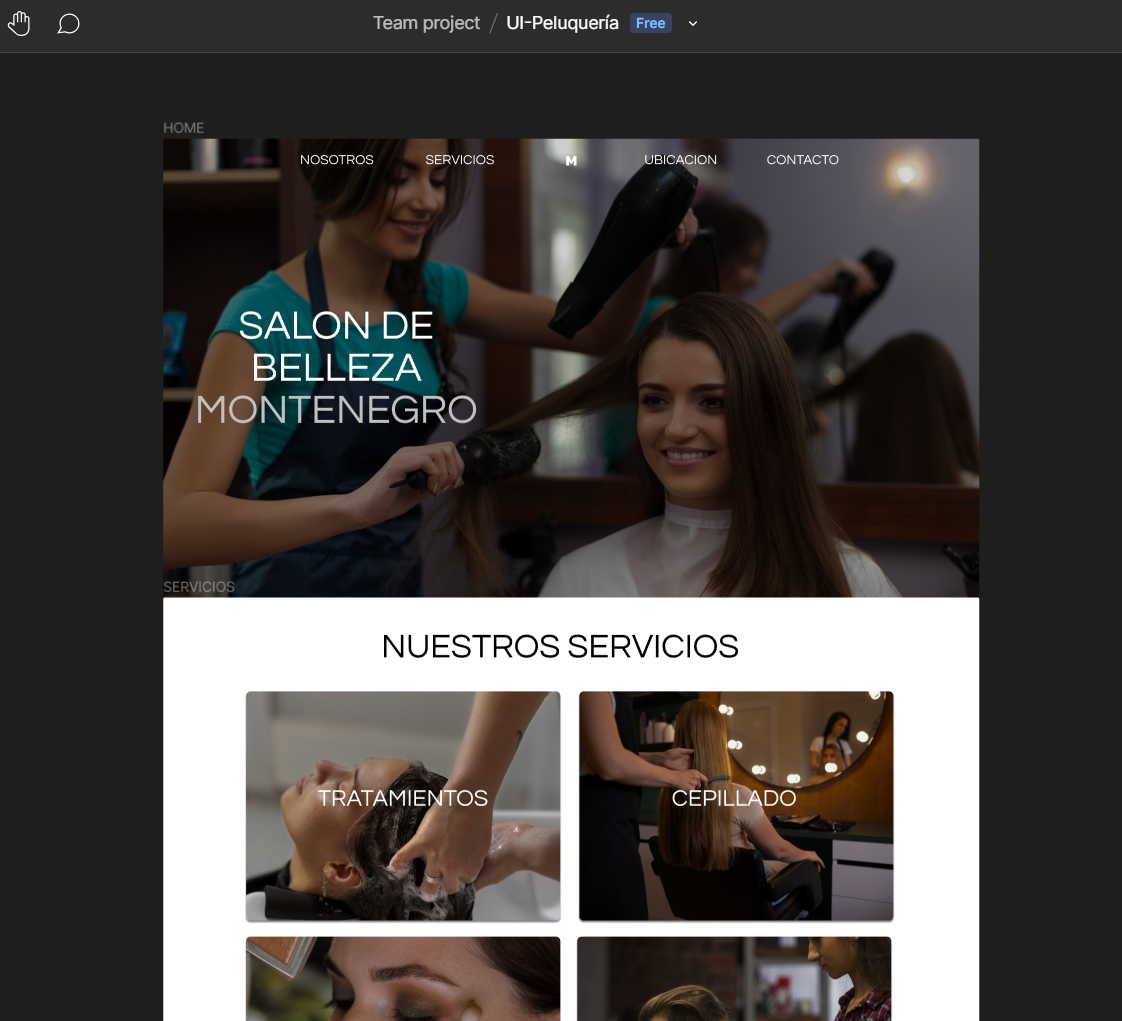 Team project / UI-Peluquería Free
HOME
NOSOTROS SERVICIOS M UBICACION CONTACTO
SALON DE
BELLEZA
MONTENEGRO
SERVICIOS
NUESTROS SERVICIOS
TRATAMIENTOS CEPILLADO